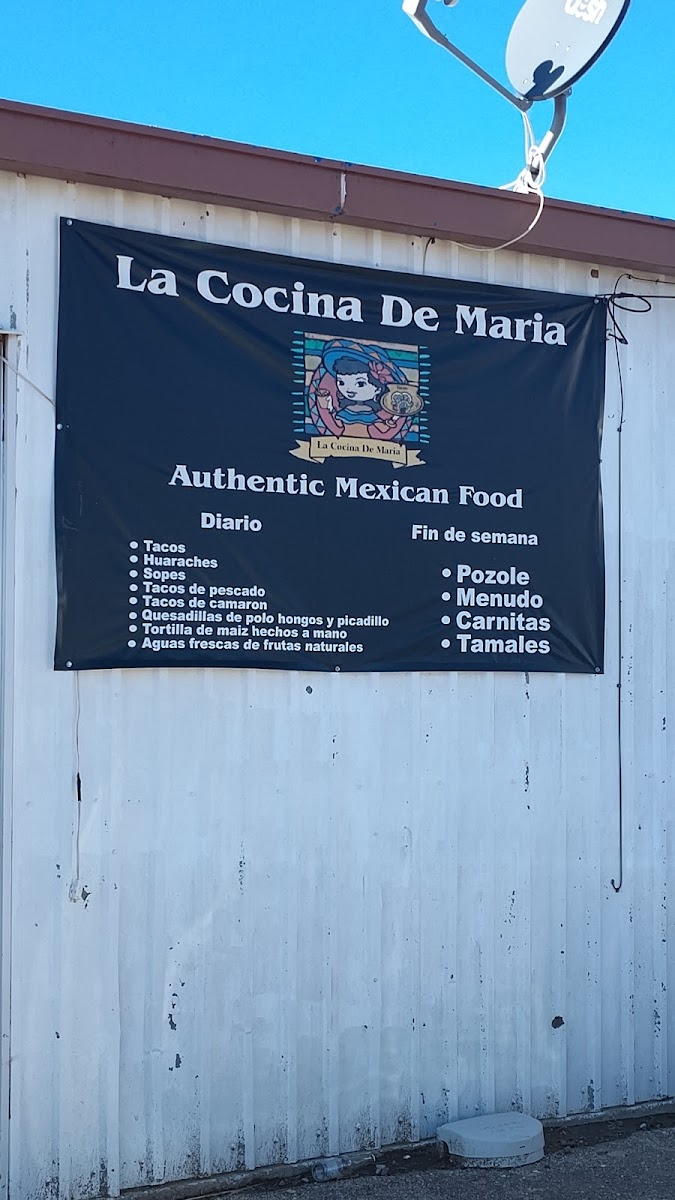 desh
La Cocina De Maria
La Cocina De Maria
Authentic Mexican Food
Diario
• Tacos
• Huaraches
• Sopes
• Tacos de pescado
• Tacos de camaron
• Quesadillas de polo hongos y picadillo
• Tortilla de maiz hechos a mano
• Aguas frescas de frutas naturales
Fin de semana
• Pozole
• Menudo
• Carnitas
• Tamales